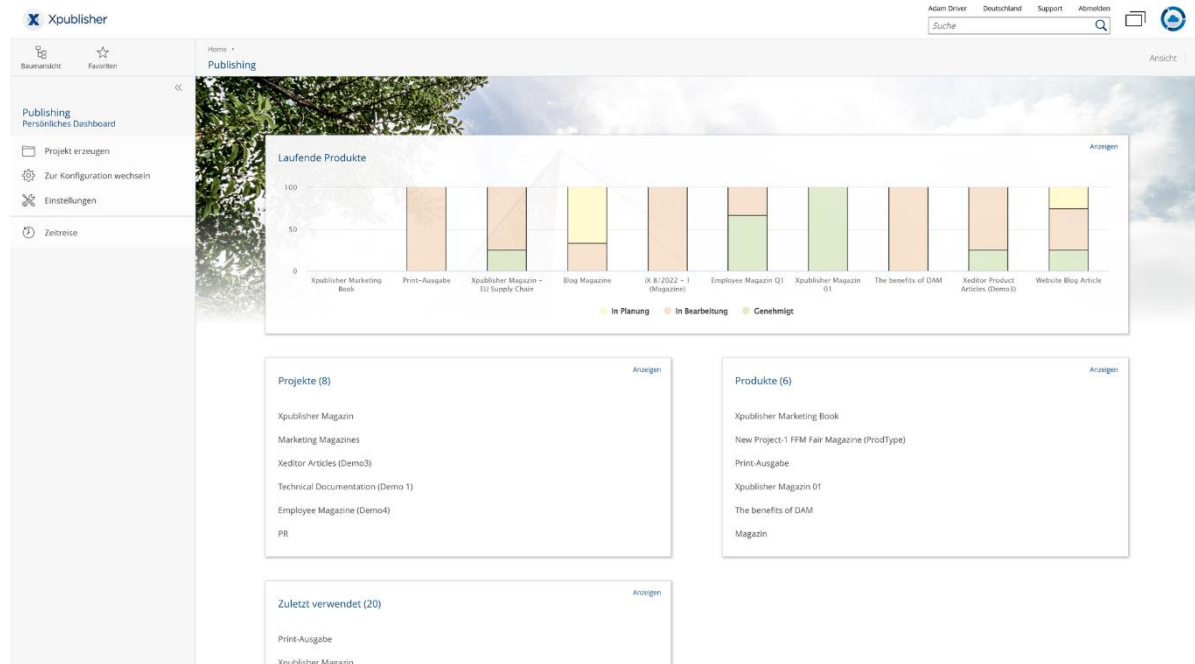 Xpublisher
Adam Driver Deutschland Support Abmelden
Suche
Baumansicht Favoriten
Home
Publishing
Ansicht
Publishing
Persönliches Dashboard
Projekt erzeugen
Zur Konfiguration wechseln
Einstellungen
Zeitreise
Anzeigen
Laufende Produkte
100
50
0
Xpublisher Marketing Book
Print-Ausgabe
Xpublisher Magazin - EU Supply Chain
Blog Magazine
iX 8/2022 - 1 (Magazine)
Employee Magazin Q1
Xpublisher Magazin 01
The benefits of DAM
Xeditor Product Articles (Demo3)
Website Blog Article
In Planung In Bearbeitung Genehmigt
Anzeigen
Projekte (8)
Xpublisher Magazin
Marketing Magazines
Xeditor Articles (Demo3)
Technical Documentation (Demo 1)
Employee Magazine (Demo4)
PR
Anzeigen
Produkte (6)
Xpublisher Marketing Book
New Project-1 FFM Fair Magazine (ProdType)
Print-Ausgabe
Xpublisher Magazin 01
The benefits of DAM
Magazin
Anzeigen
Zuletzt verwendet (20)
Print-Ausgabe
Xpublisher Magazin